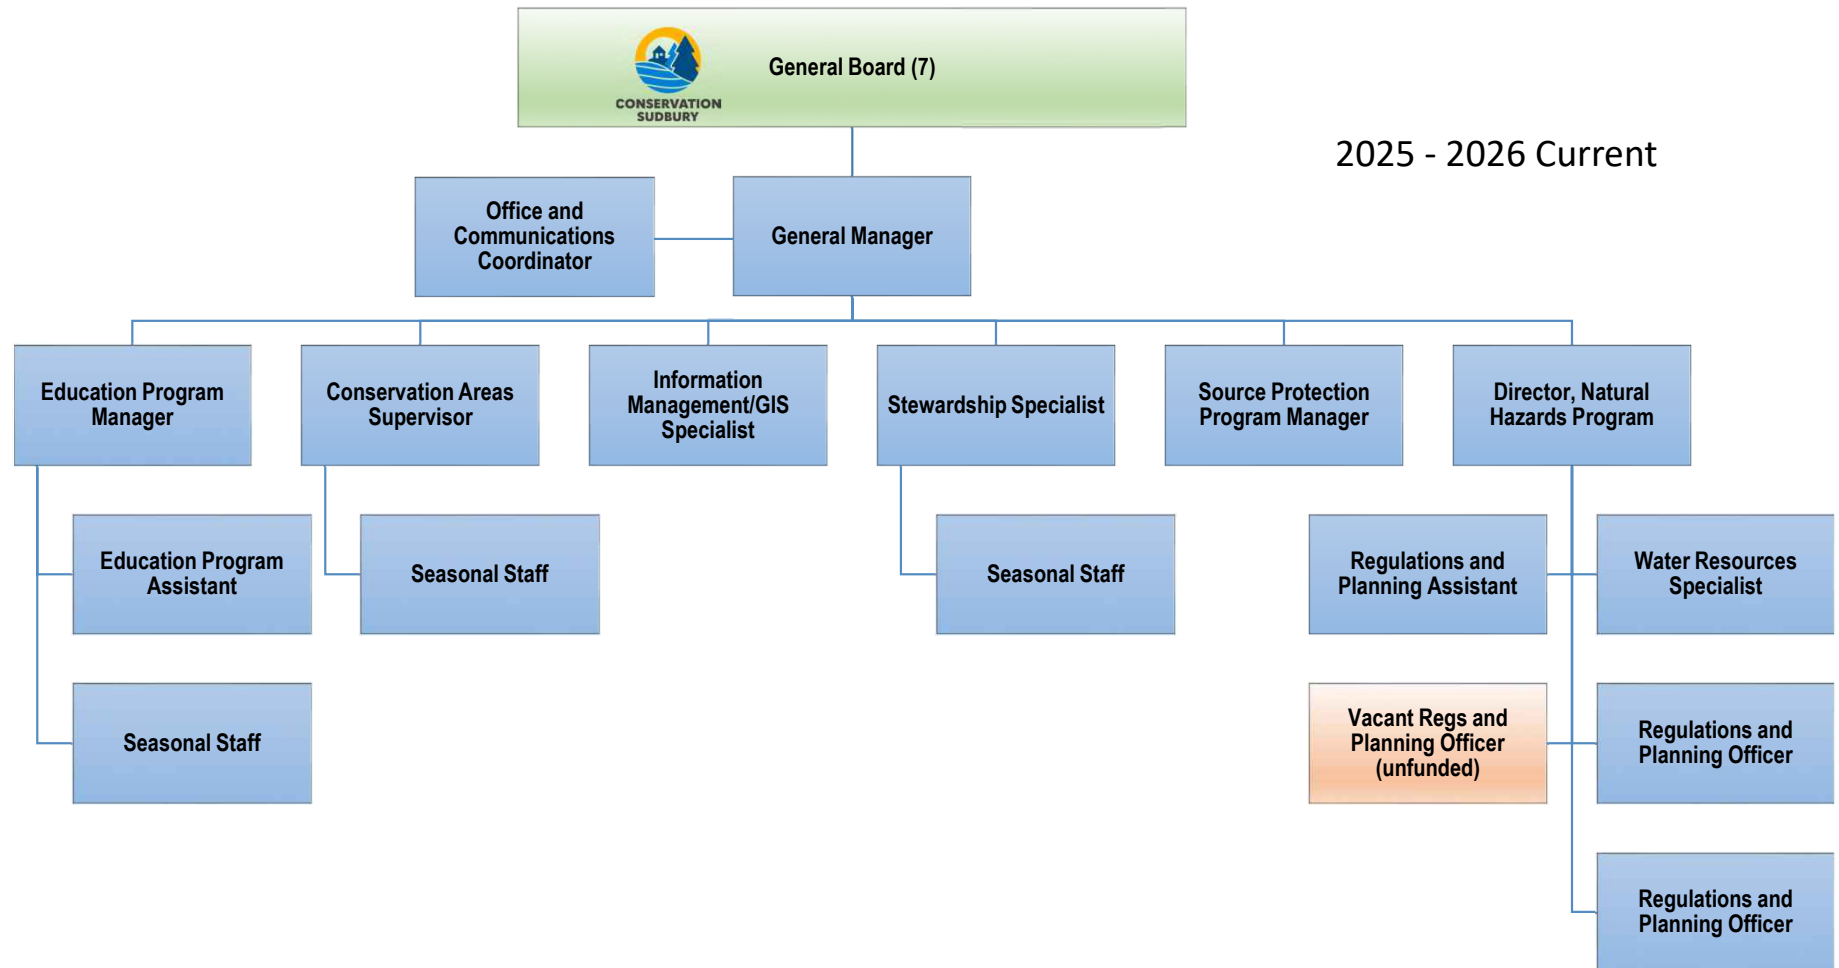 CONSERVATION
SUDBURY
General Board (7)
2025 - 2026 Current
Office and
Communications
Coordinator
General Manager
Education Program
Manager
Conservation Areas
Supervisor
Information
Management/GIS
Specialist
Stewardship Specialist
Source Protection
Program Manager
Director, Natural
Hazards Program
Education Program
Assistant
Seasonal Staff
Seasonal Staff
Regulations and
Planning Assistant
Water Resources
Specialist
Seasonal Staff
Vacant Regs and
Planning Officer
(unfunded)
Regulations and
Planning Officer
Regulations and
Planning Officer